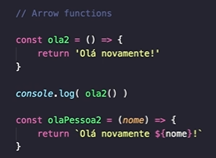 // Arrow functions
const ola2 = () => {
return 'Olá novamente!'
}
console.log( ola2() )
const olaPessoa2 = (nome) => {
return `Olá novamente ${nome}!`
}